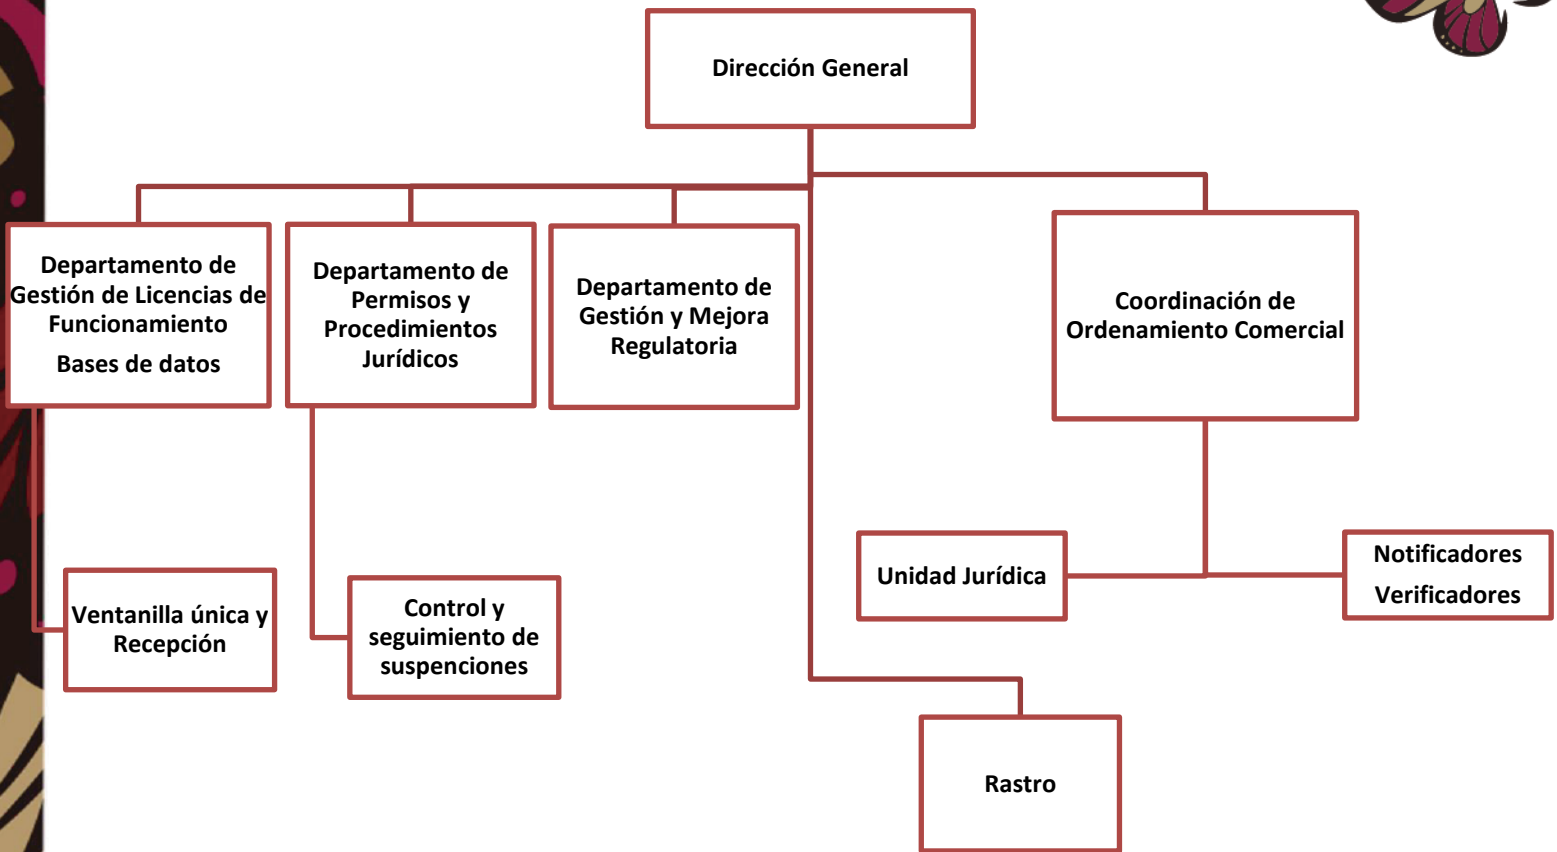 Dirección General
Departamento de
Gestión de Licencias de
Funcionamiento
Bases de datos
Departamento de
Permisos y
Procedimientos
Jurídicos
Departamento de
Gestión y Mejora
Regulatoria
Coordinación de
Ordenamiento Comercial
Ventanilla única y
Recepción
Control y
seguimiento de
suspenciones
Unidad Jurídica
Notificadores
Verificadores
Rastro